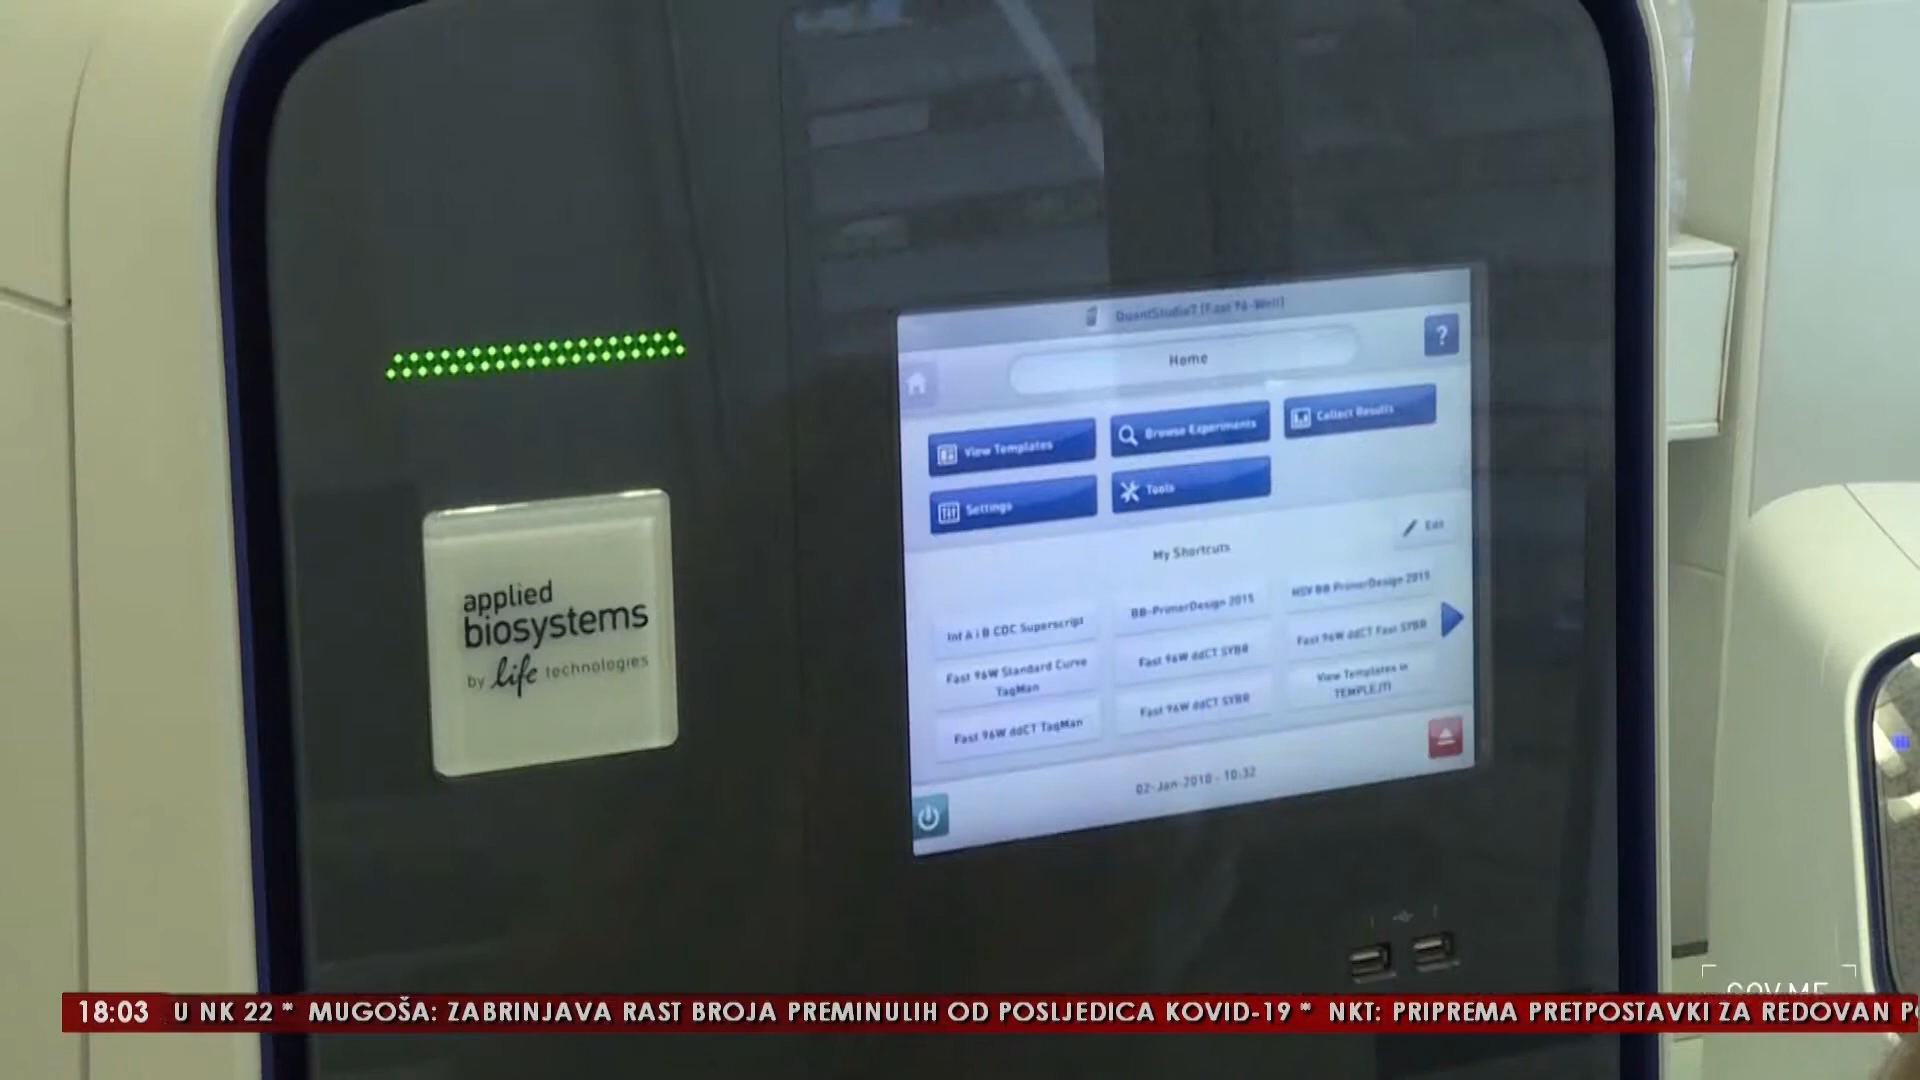 QuantStudio7 (Fast 96-Well)
Home
?
View Templates
Browse Experiments
Collect Results
Settings
Tools
Edit
My Shortcuts
Inf A i B CDC Superscript
BB-PrimerDesign 2015
HSV BB PrimerDesign 2015
Fast 96W Standard Curve
TaqMan
Fast 96W ddCT SYBR
Fast 96W ddCT Fast SYBR
Fast 96W ddCT TaqMan
Fast 96W ddCT SYBR
View Templates in
TEMPLEJTI
02-Jan-2010 - 10:32
applied
biosystems
by life technologies
GOV.ME
18:03 U NK 22 * MUGOŠA: ZABRINJAVA RAST BROJA PREMINULIH OD POSLJEDICA KOVID-19 * NKT: PRIPREMA PRETPOSTAVKI ZA REDOVAN